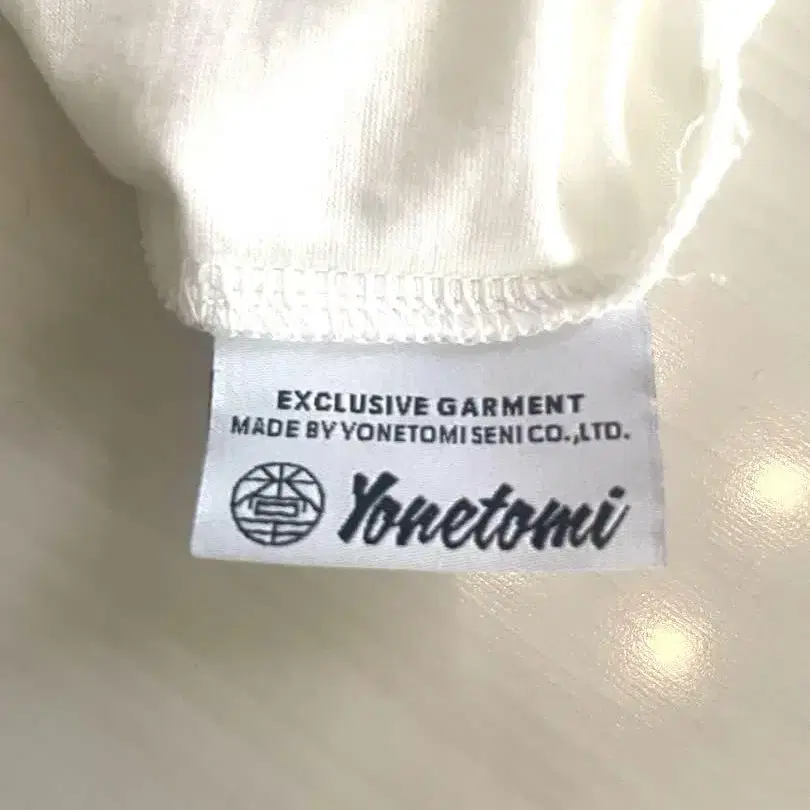 EXCLUSIVE GARMENT
MADE BY YONETOMI SENI CO.,LTD.
Yonetomi